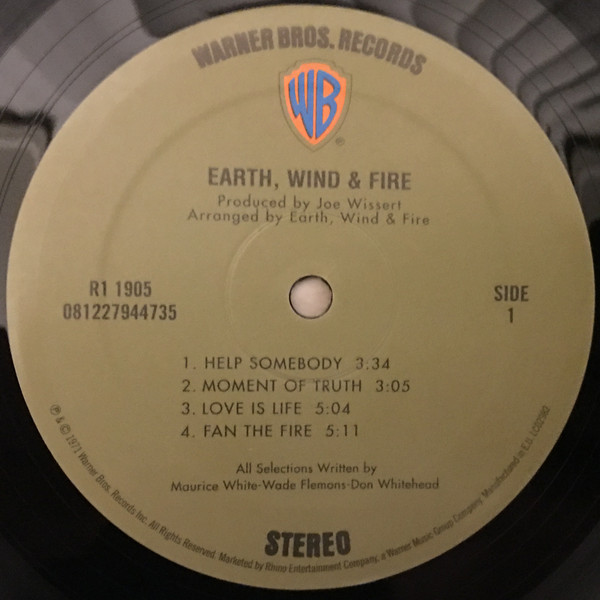 WARNER BROS. RECORDS
WB
®
EARTH, WIND & FIRE
Produced by Joe Wissert
Arranged by Earth, Wind & Fire
R1 1905
081227944735
SIDE
1
1. HELP SOMEBODY 3:34
2. MOMENT OF TRUTH 3:05
3. LOVE IS LIFE 5:04
4. FAN THE FIRE 5:11
All Selections Written by
Maurice White-Wade Flemons-Don Whitehead
STEREO
℗ & © 1971 Warner Bros. Records Inc. All Rights Reserved. Marketed by Rhino Entertainment Company, a Warner Music Group Company. Manufactured in E.U.